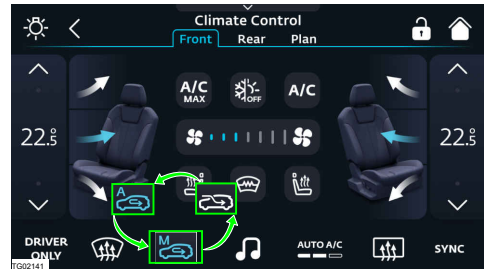 Climate Control
Front Rear Plan
A/C MAX
OFF
A/C
22.5°
22.5°
A
M
DRIVER ONLY
AUTO A/C
SYNC
TG02141